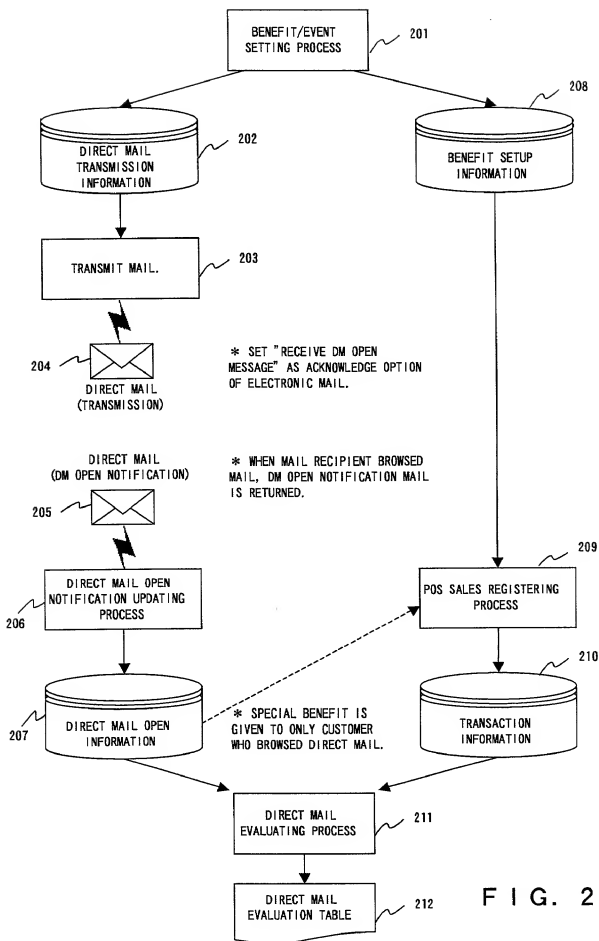 BENEFIT/EVENT
SETTING PROCESS
201
208
202
DIRECT MAIL
TRANSMISSION
INFORMATION
BENEFIT SETUP
INFORMATION
203
TRANSMIT MAIL.
204
* SET "RECEIVE DM OPEN
MESSAGE" AS ACKNOWLEDGE OPTION
OF ELECTRONIC MAIL.
DIRECT MAIL
(TRANSMISSION)
DIRECT MAIL
(DM OPEN NOTIFICATION)
* WHEN MAIL RECIPIENT BROWSED
MAIL, DM OPEN NOTIFICATION MAIL
IS RETURNED.
205
209
DIRECT MAIL OPEN
NOTIFICATION UPDATING
PROCESS
206
POS SALES REGISTERING
PROCESS
210
207
DIRECT MAIL OPEN
INFORMATION
* SPECIAL BENEFIT IS
GIVEN TO ONLY CUSTOMER
WHO BROWSED DIRECT MAIL.
TRANSACTION
INFORMATION
DIRECT MAIL
EVALUATING PROCESS
211
DIRECT MAIL
EVALUATION TABLE
212
FIG. 2